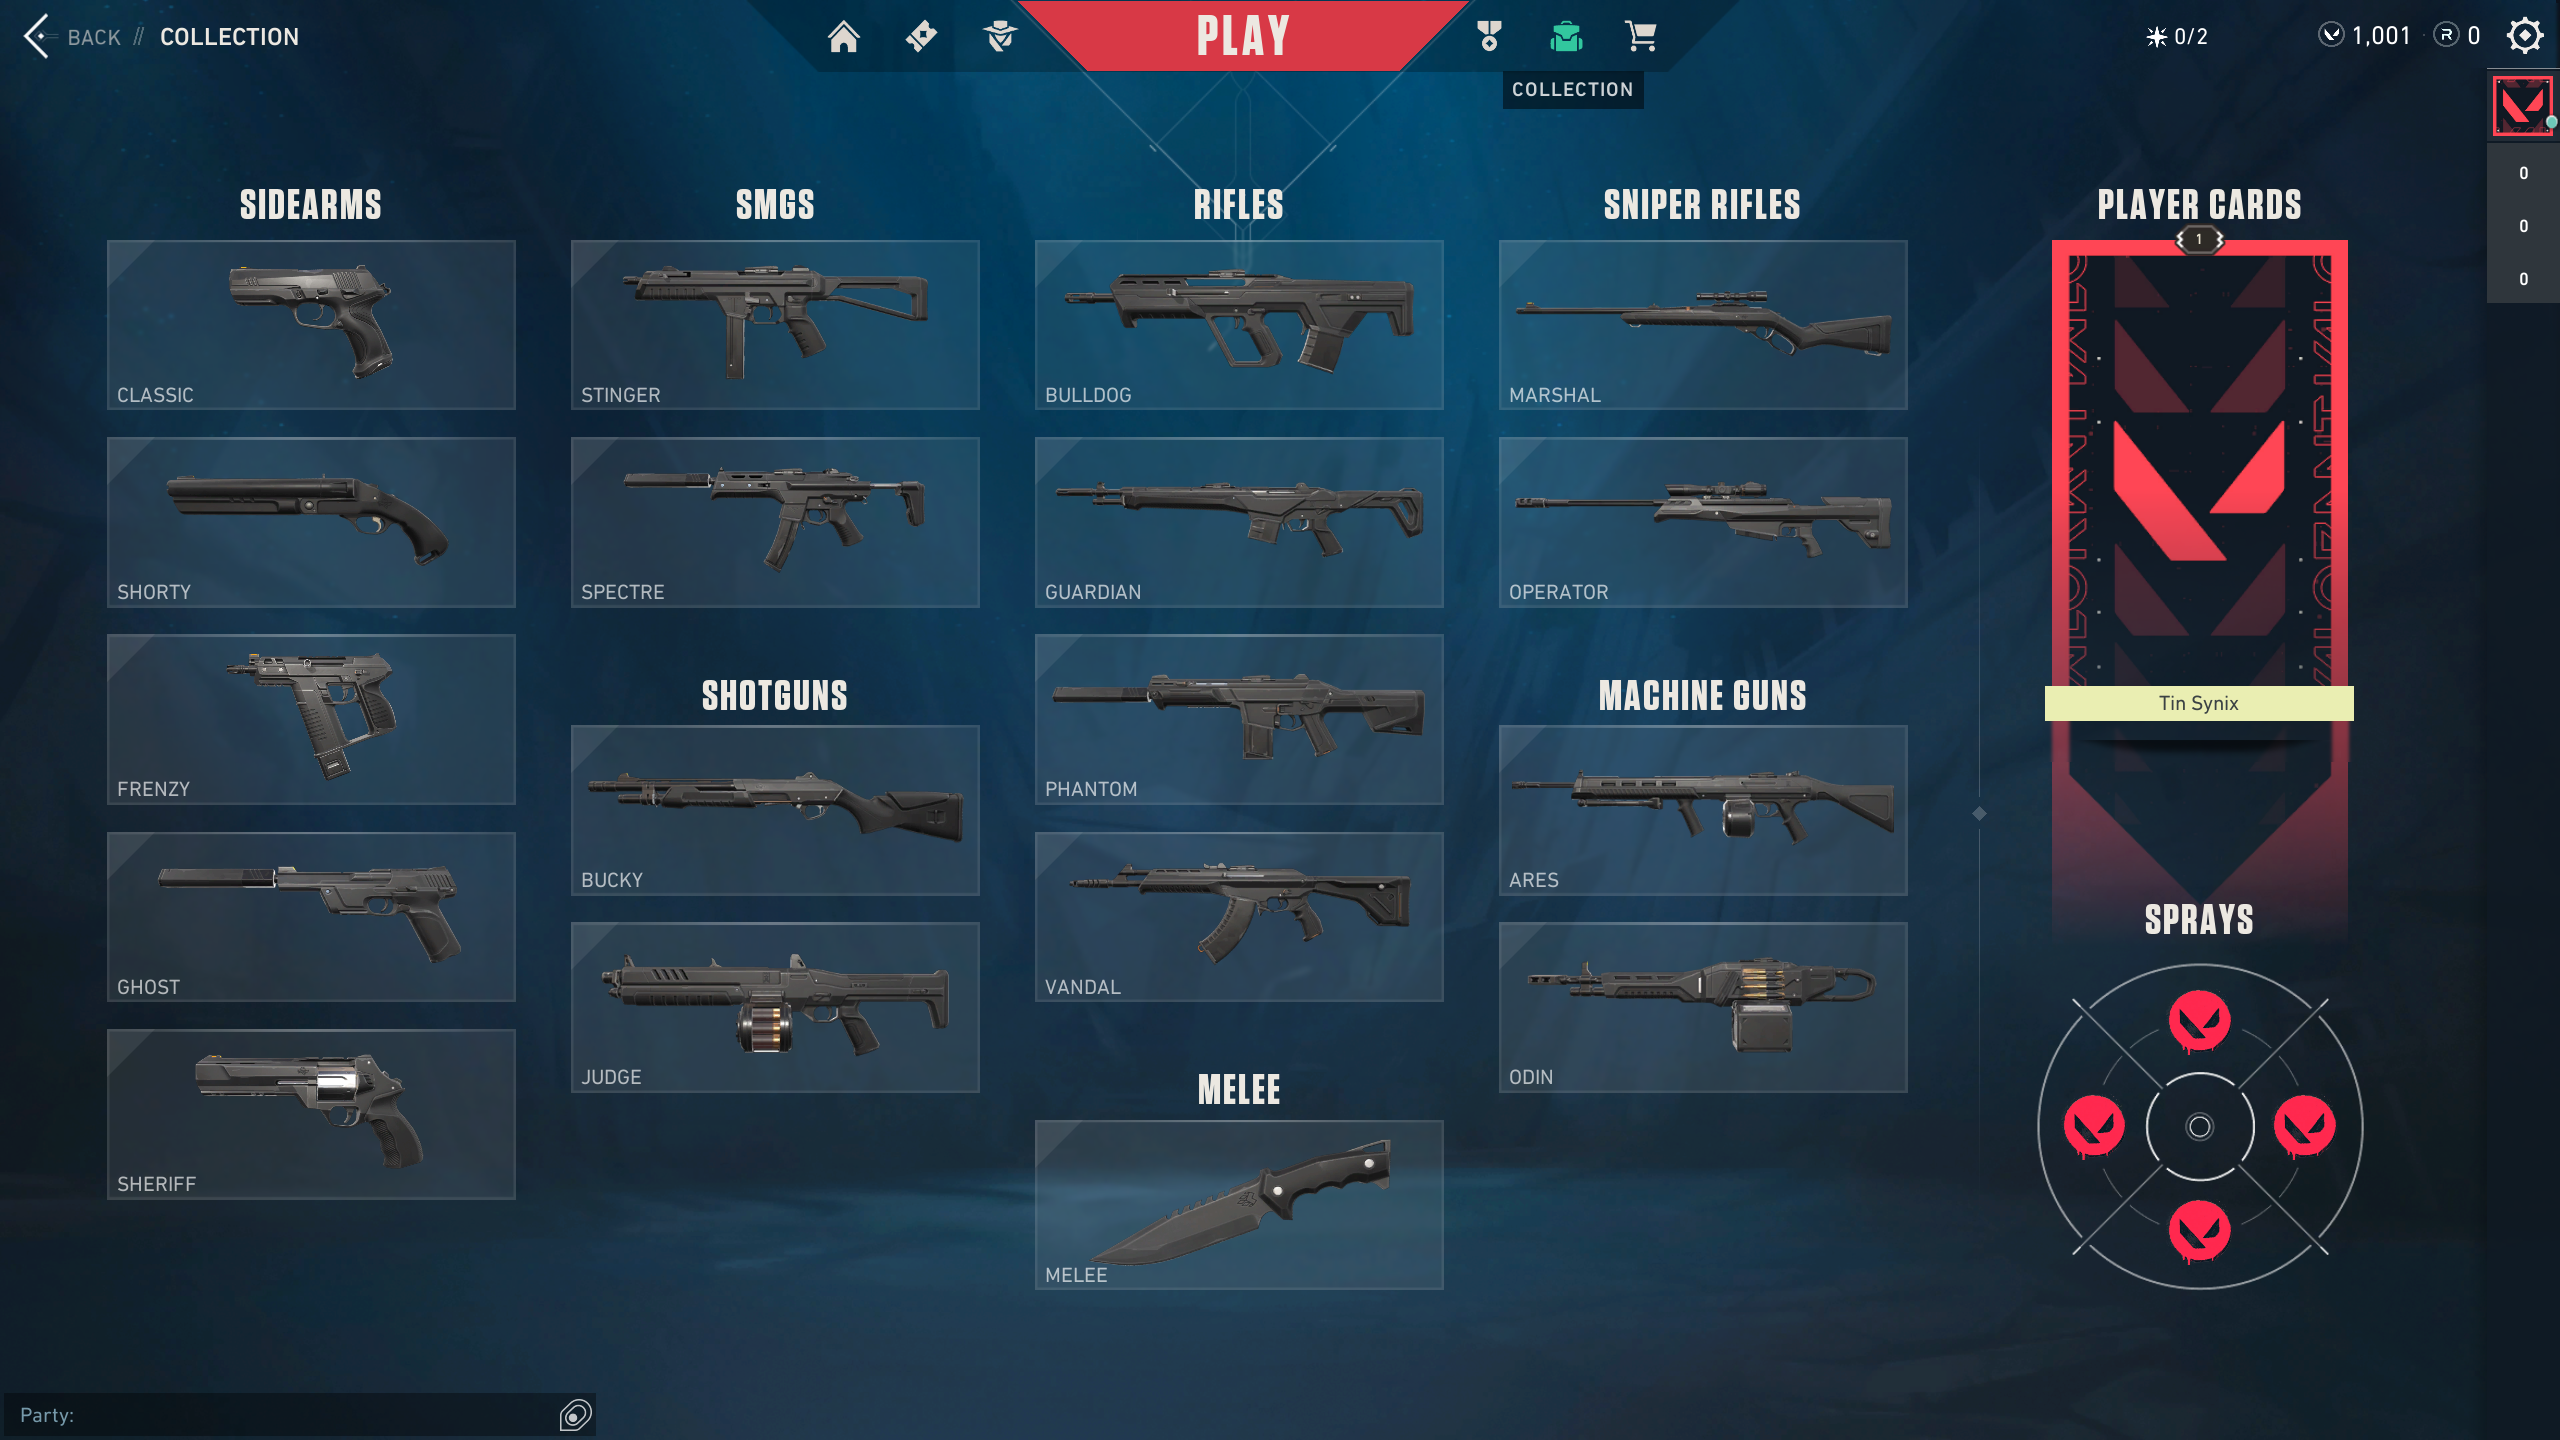 BACK // COLLECTION
PLAY
0/2
1,001
R 0
COLLECTION
0
0
0
SIDEARMS
CLASSIC
SHORTY
FRENZY
GHOST
SHERIFF
SMGS
STINGER
SPECTRE
SHOTGUNS
BUCKY
JUDGE
RIFLES
BULLDOG
GUARDIAN
PHANTOM
VANDAL
MELEE
MELEE
SNIPER RIFLES
MARSHAL
OPERATOR
MACHINE GUNS
ARES
ODIN
PLAYER CARDS
1
VALORANT
VALORANT
Tin Synix
SPRAYS
Party: